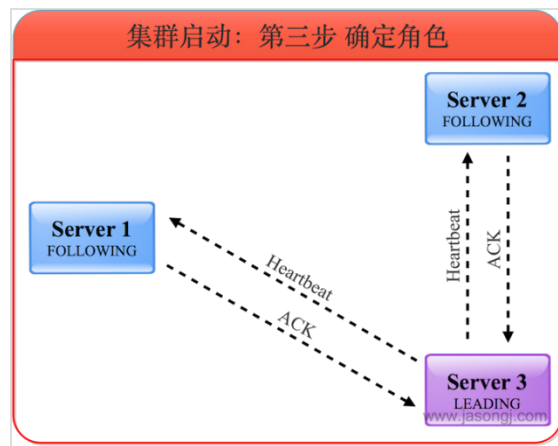 集群启动：第三步 确定角色
Server 2
FOLLOWING
Server 1
FOLLOWING
Heartbeat
ACK
Heartbeat
ACK
Server 3
LEADING
www.jasongj.com